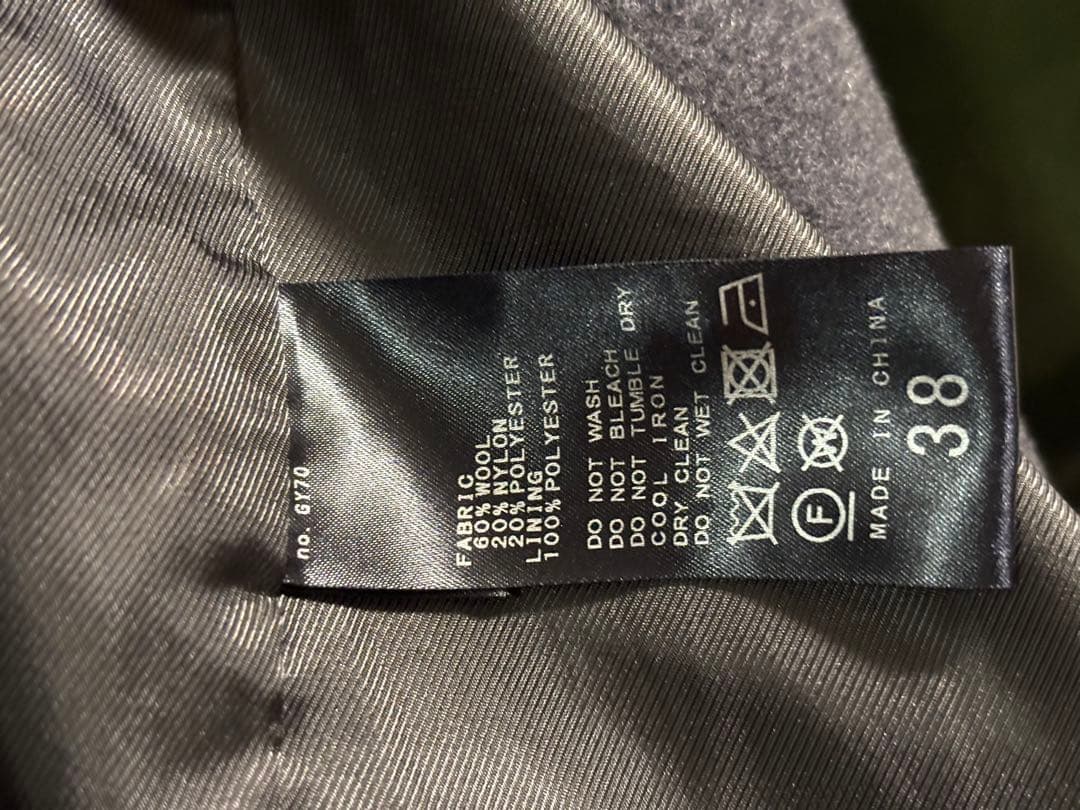 no. GY70
FABRIC
60% WOOL
20% NYLON
20% POLYESTER
LINING
100% POLYESTER
DO NOT WASH
DO NOT BLEACH
DO NOT TUMBLE DRY
COOL IRON
DRY CLEAN
DO NOT WET CLEAN
F
W
MADE IN CHINA
38